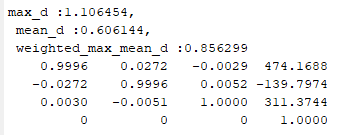 max_d :1.106454,
mean_d :0.606144,
weighted_max_mean_d :0.856299
0.9996 0.0272 -0.0029 474.1688
-0.0272 0.9996 0.0052 -139.7974
0.0030 -0.0051 1.0000 311.3744
0 0 0 1.0000